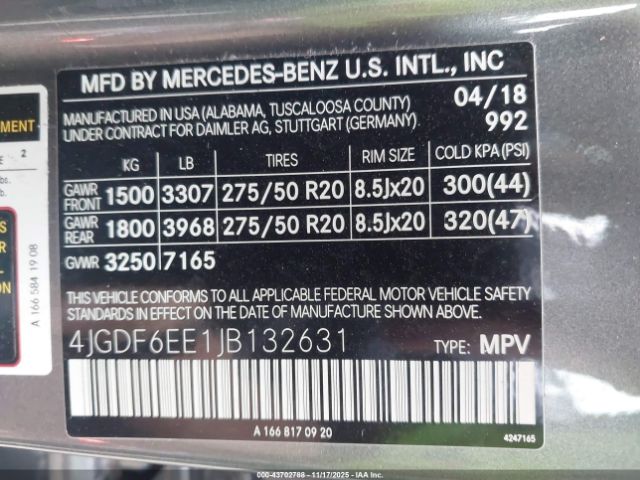 MFD BY MERCEDES-BENZ U.S. INTL., INC
MANUFACTURED IN USA (ALABAMA, TUSCALOOSA COUNTY) 04/18
UNDER CONTRACT FOR DAIMLER AG, STUTTGART (GERMANY). 992
KG LB TIRES RIM SIZE COLD KPA (PSI)
GAWR FRONT 1500 3307 275/50 R20 8.5Jx20 300(44)
GAWR REAR 1800 3968 275/50 R20 8.5Jx20 320(47)
GVWR 3250 7165
THIS VEHICLE CONFORMS TO ALL APPLICABLE FEDERAL MOTOR VEHICLE SAFETY
STANDARDS IN EFFECT ON THE DATE OF MANUFACTURE SHOWN ABOVE.
4JGDF6EE1JB132631 TYPE: MPV
A 166 817 09 20 4247165
A 166 584 19 08
000-43702768 - 11/17/2025 - IAAI.COM